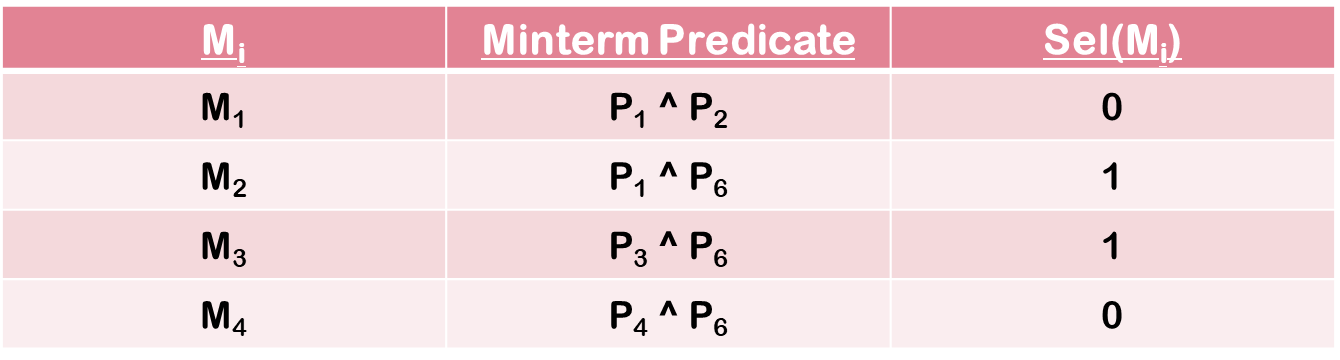 Mᵢ Minterm Predicate Sel(Mᵢ)
M₁ P₁ ^ P₂ 0
M₂ P₁ ^ P₆ 1
M₃ P₃ ^ P₆ 1
M₄ P₄ ^ P₆ 0